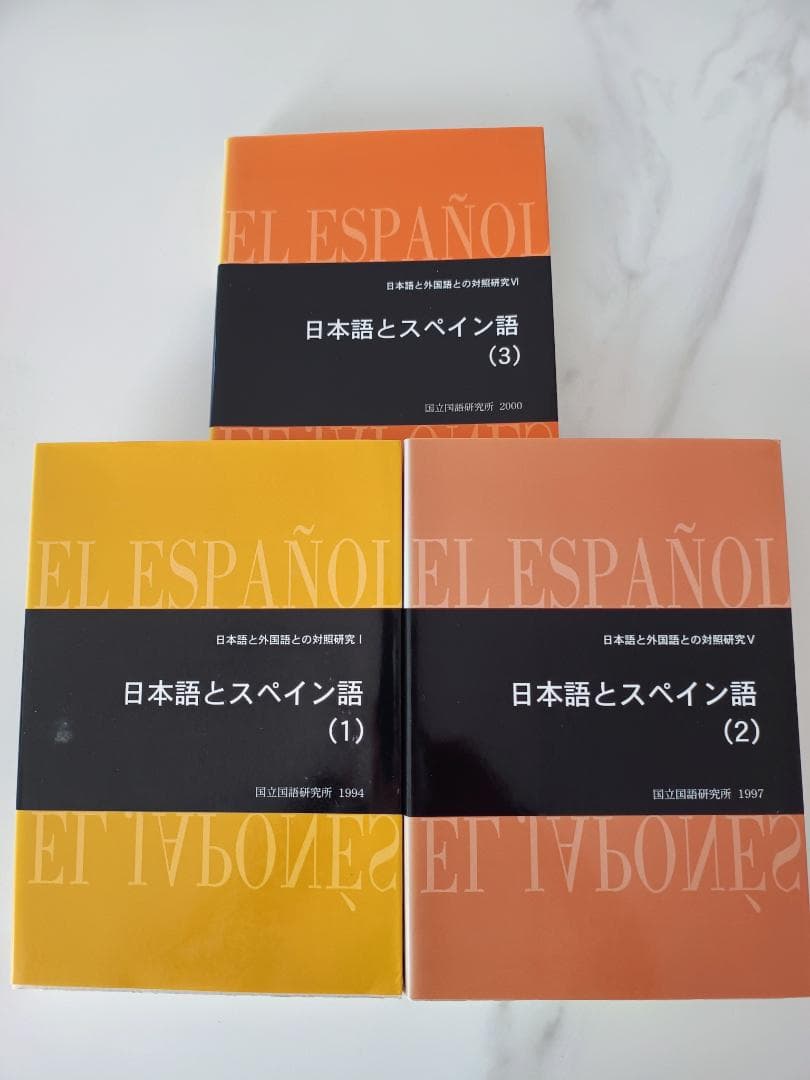 EL ESPAÑOL
日本語と外国語との対照研究Ⅵ
日本語とスペイン語
(3)
国立国語研究所 2000
EL JAPONÉS
EL ESPAÑOL
日本語と外国語との対照研究Ⅰ
日本語とスペイン語
(1)
国立国語研究所 1994
EL JAPONÉS
EL ESPAÑOL
日本語と外国語との対照研究Ⅴ
日本語とスペイン語
(2)
国立国語研究所 1997
EL JAPONÉS